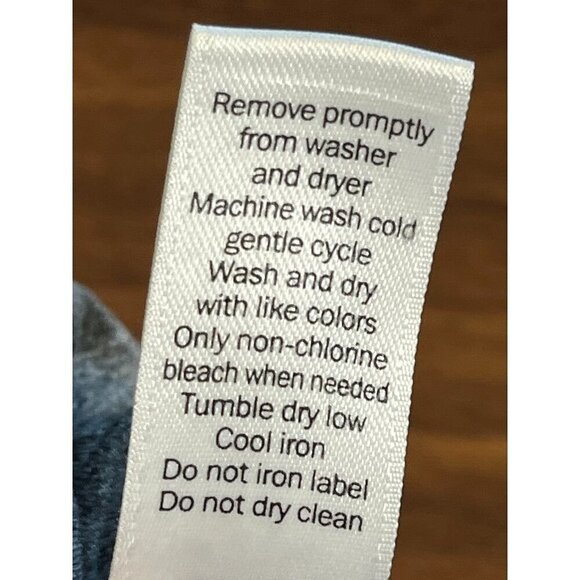 Remove promptly
from washer
and dryer
Machine wash cold
gentle cycle
Wash and dry
with like colors
Only non-chlorine
bleach when needed
Tumble dry low
Cool iron
Do not iron label
Do not dry clean